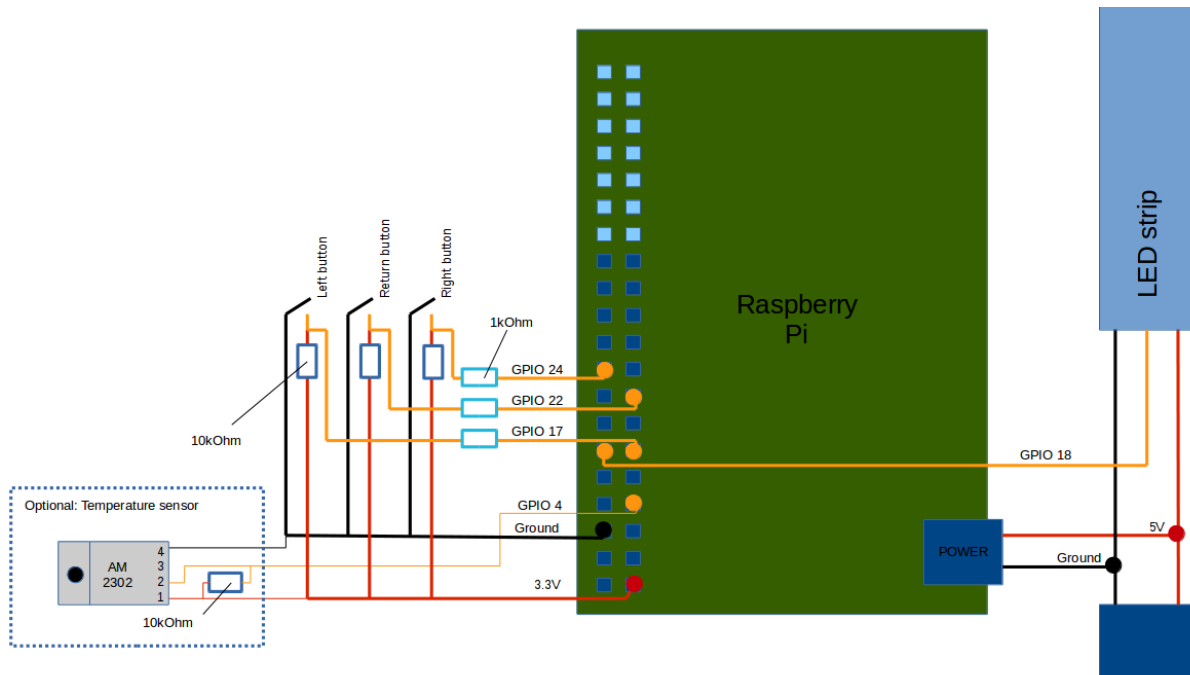 Left button
Return button
Right button
1kOhm
GPIO 24
GPIO 22
GPIO 17
10kOhm
Raspberry
Pi
LED strip
GPIO 18
Optional: Temperature sensor
GPIO 4
Ground
5V
POWER
Ground
AM
2302
4
3
2
1
3.3V
10kOhm